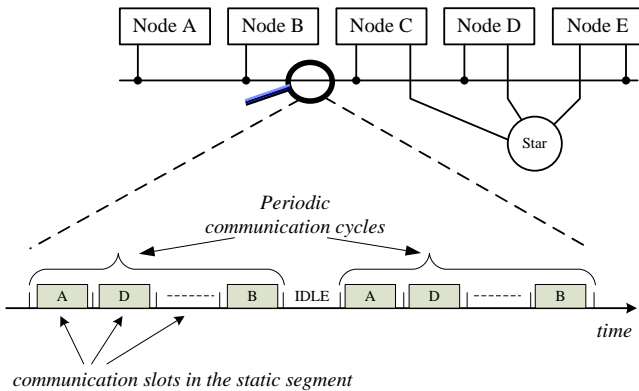 Node A Node B Node C Node D Node E
Star
Periodic
communication cycles
A D B IDLE A D B
time
communication slots in the static segment